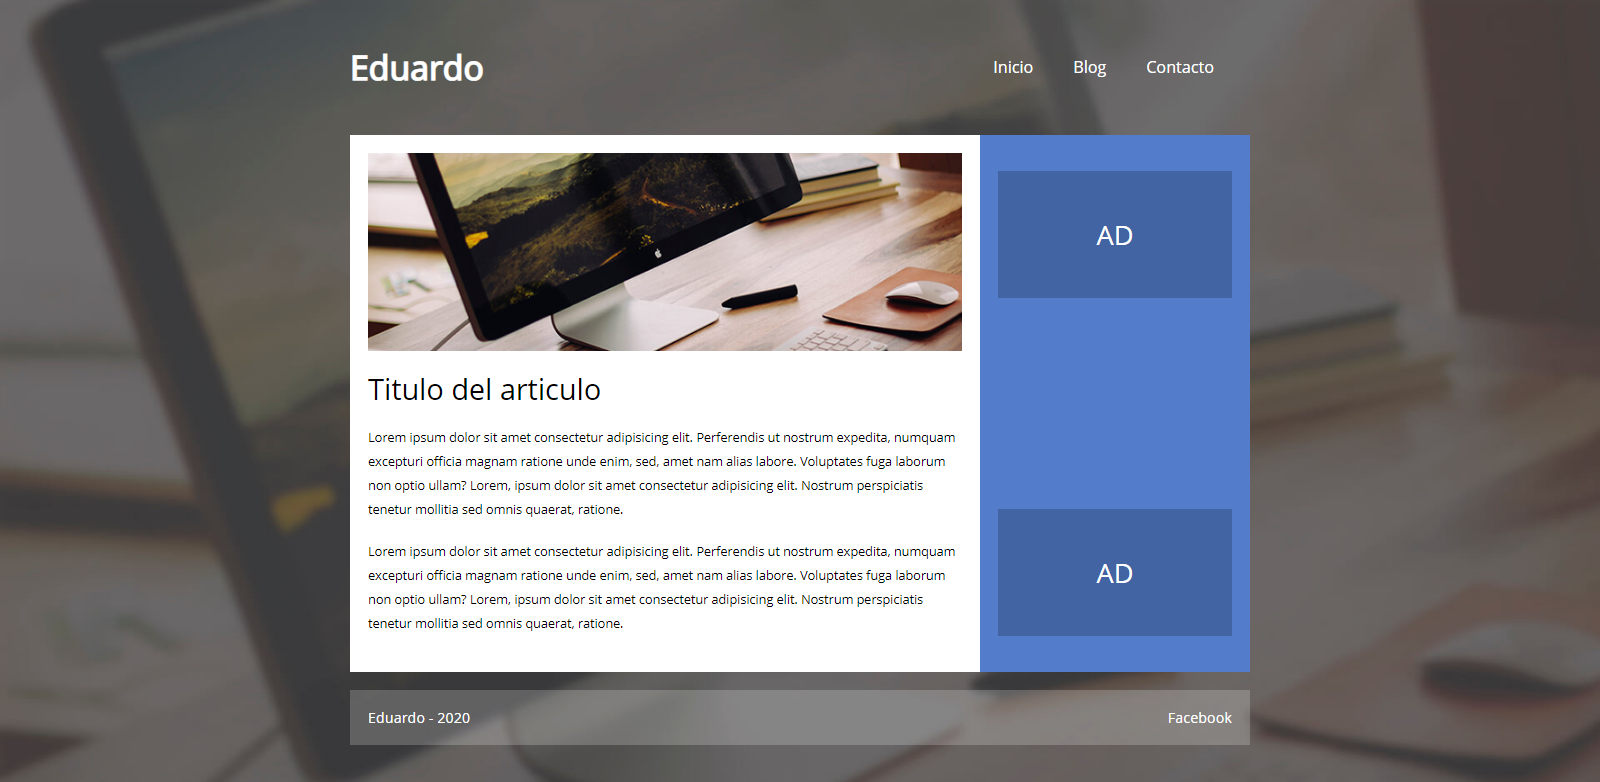 Eduardo
Inicio Blog Contacto
AD
Titulo del articulo
Lorem ipsum dolor sit amet consectetur adipisicing elit. Perferendis ut nostrum expedita, numquam
excepturi officia magnam ratione unde enim, sed, amet nam alias labore. Voluptates fuga laborum
non optio ullam? Lorem, ipsum dolor sit amet consectetur adipisicing elit. Nostrum perspiciatis
tenetur mollitia sed omnis quaerat, ratione.
Lorem ipsum dolor sit amet consectetur adipisicing elit. Perferendis ut nostrum expedita, numquam
excepturi officia magnam ratione unde enim, sed, amet nam alias labore. Voluptates fuga laborum
non optio ullam? Lorem, ipsum dolor sit amet consectetur adipisicing elit. Nostrum perspiciatis
tenetur mollitia sed omnis quaerat, ratione.
AD
Eduardo - 2020
Facebook